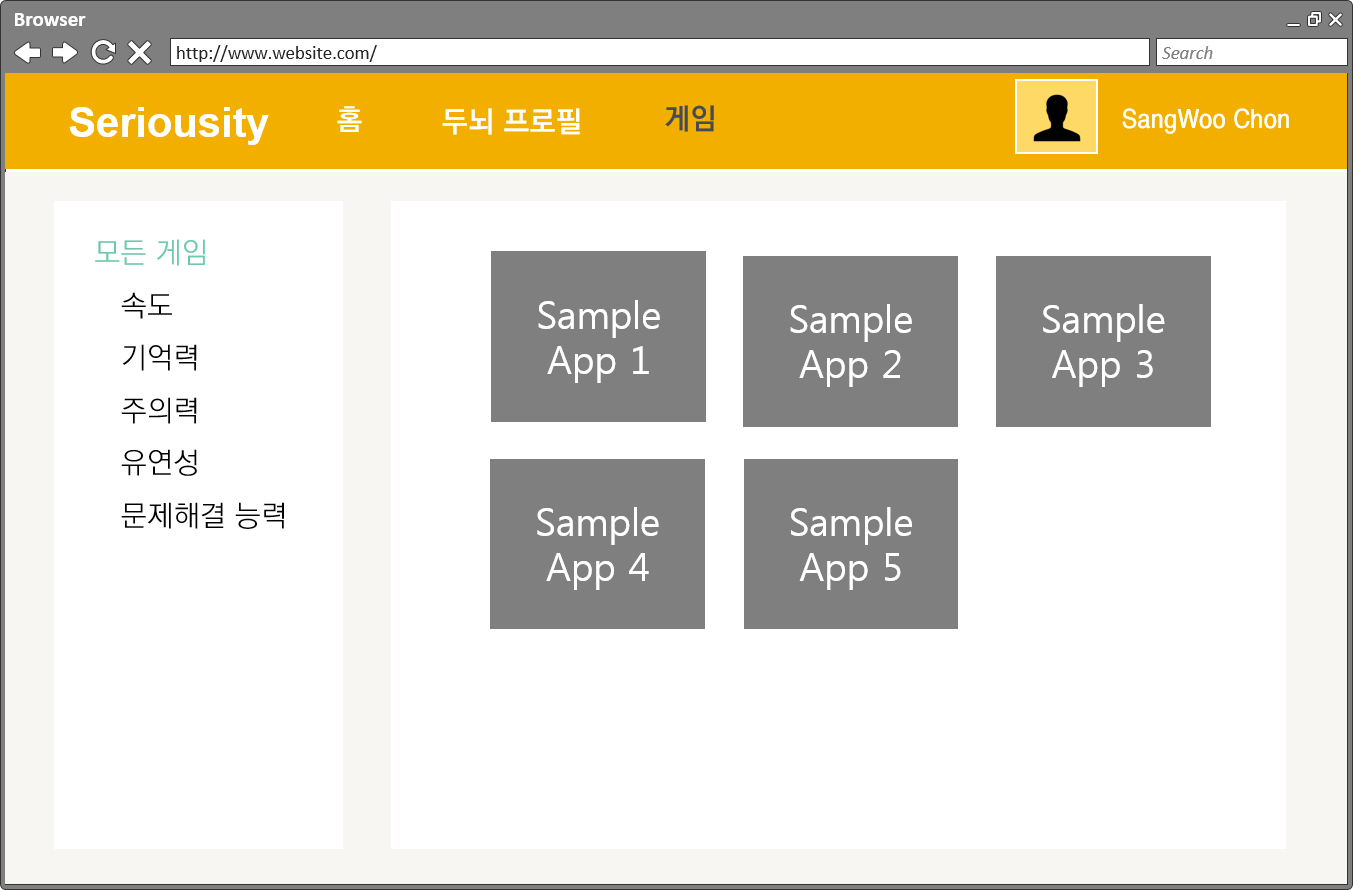 Browser
http://www.website.com/
Search
Seriousity
홈
두뇌 프로필
게임
SangWoo Chon
모든 게임
속도
기억력
주의력
유연성
문제해결 능력
Sample
App 1
Sample
App 2
Sample
App 3
Sample
App 4
Sample
App 5